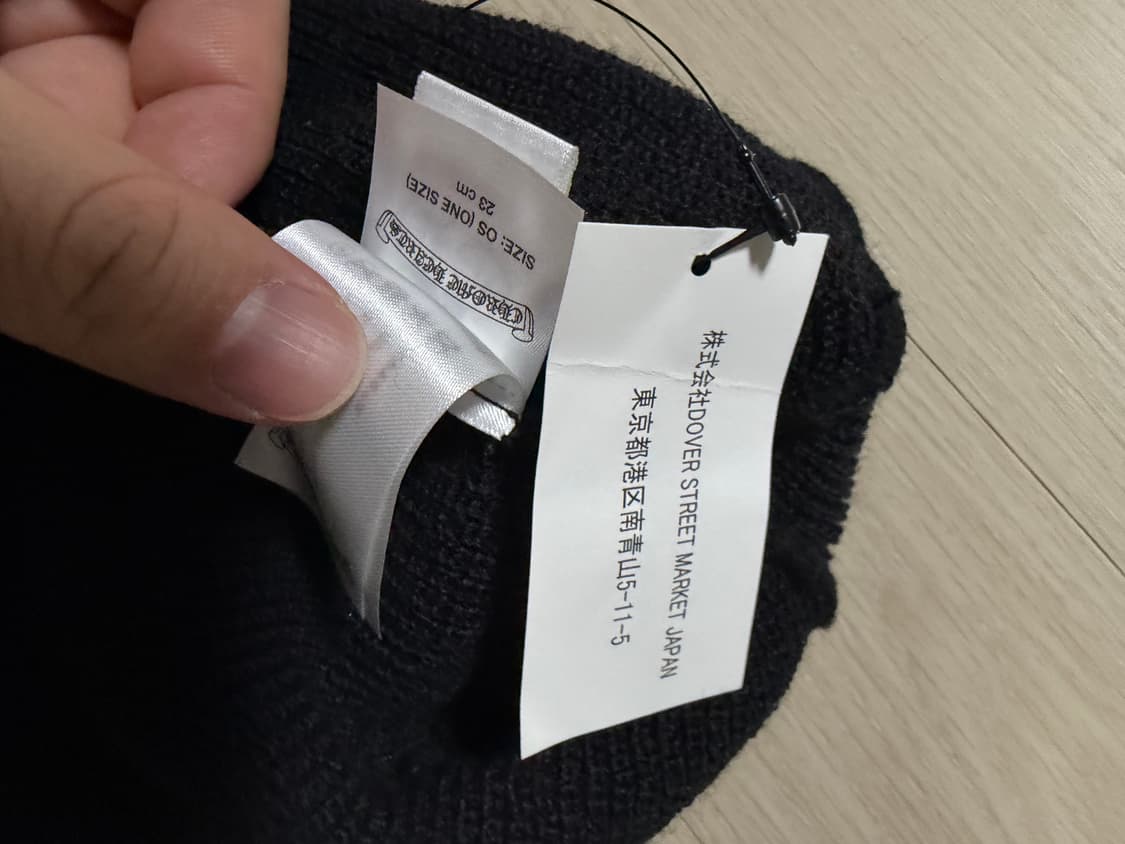 株式会社DOVER STREET MARKET JAPAN
東京都港区南青山5-11-5
CHROME HEARTS
SIZE: OS (ONE SIZE)
23 cm